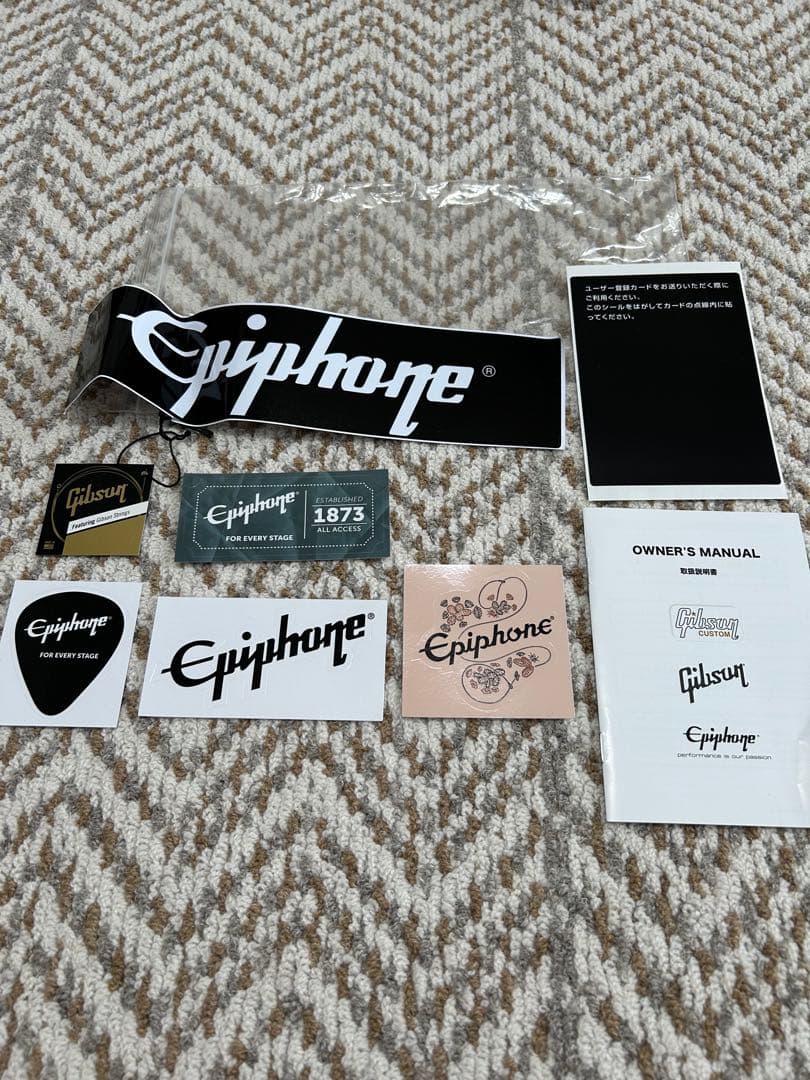 Epiphone®
ユーザー登録カードをお送りいただく際に
ご利用ください。
このシールをはがしてカードの点線内に貼
ってください。
Gibson
Featuring Gibson Strings
Epiphone®
FOR EVERY STAGE
ESTABLISHED
1873
ALL ACCESS
Epiphone®
FOR EVERY STAGE
Epiphone®
Epiphone®
OWNER'S MANUAL
取扱説明書
Gibson
CUSTOM
Gibson
Epiphone®
performance is our passion